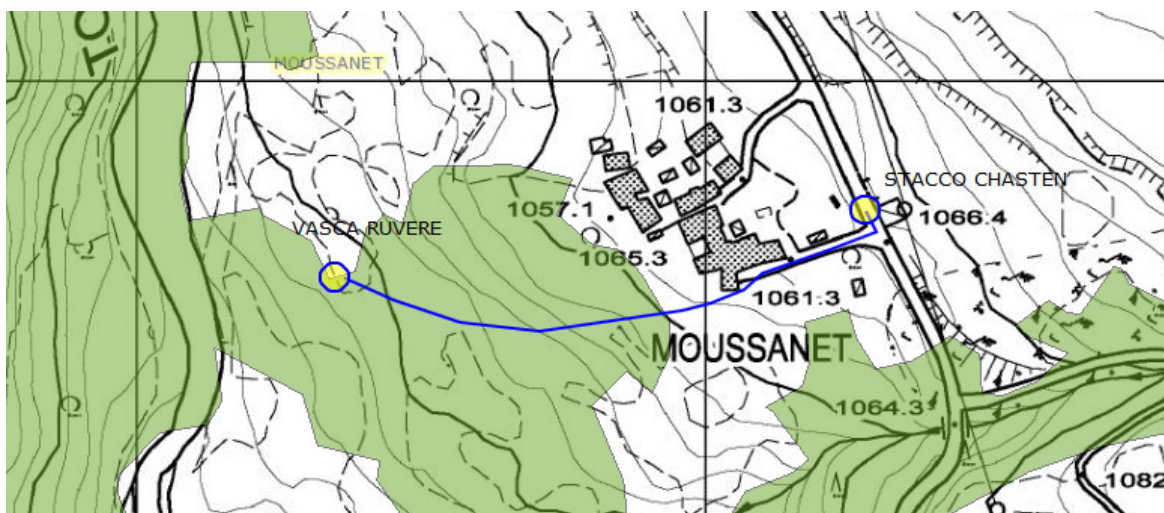 TO
MOUSSANET
1061.3
STACCO CHASTEN
1057.1
1066.4
VASCA RUVERE
1065.3
1061.3
MOUSSANET
1064.3
1082